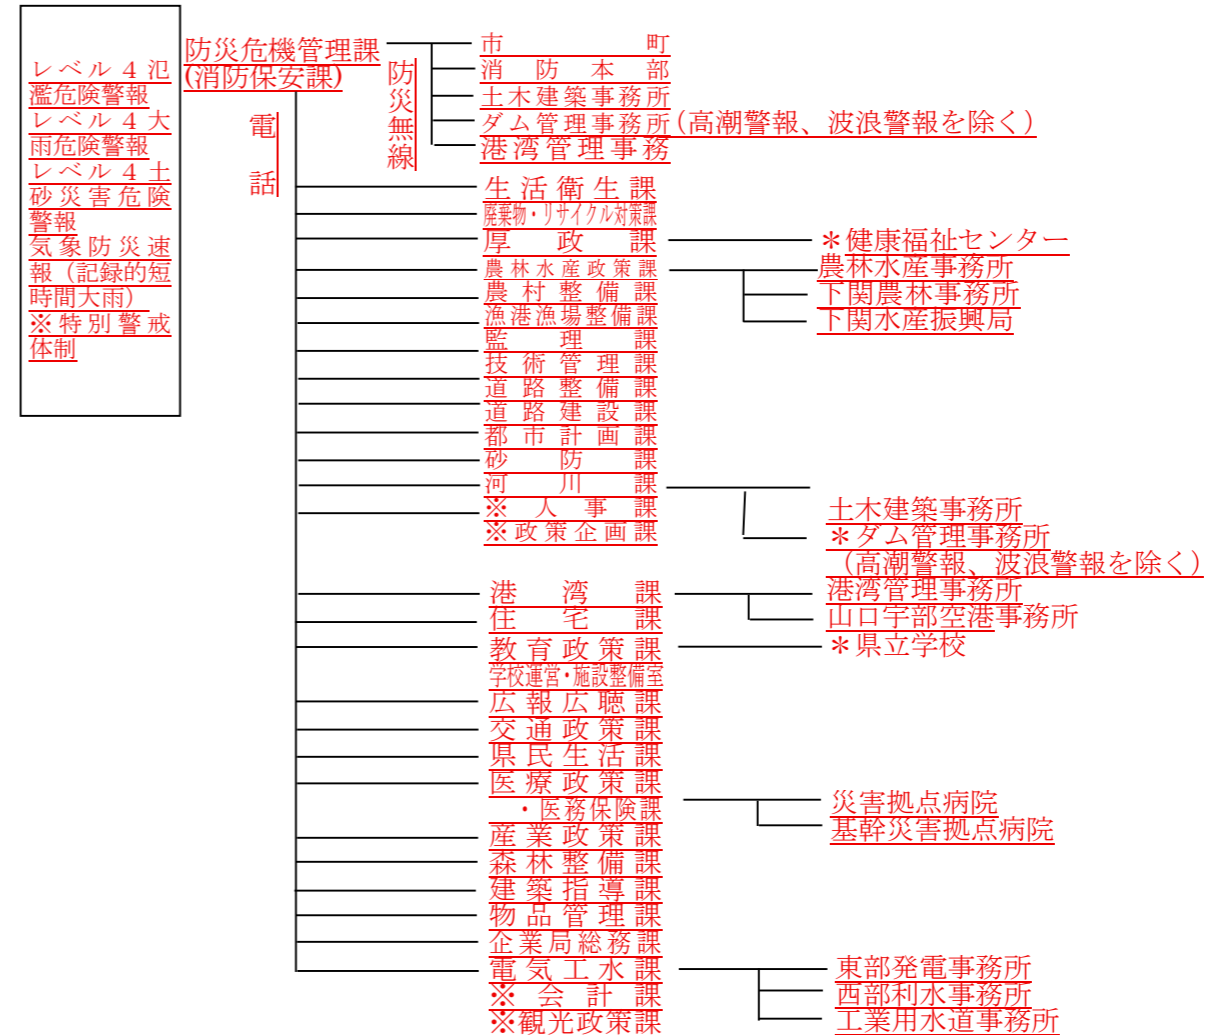 レベル４氾
濫危険警報
レベル４大
雨危険警報
レベル４土
砂災害危険
警報
気象防災速
報（記録的短
時間大雨）
※特別警戒
体制
防災危機管理課
(消防保安課)
電話
防災無線
市町
消防本部
土木建築事務所
ダム管理事務所(高潮警報、波浪警報を除く)
港湾管理事務
生活衛生課
廃棄物・リサイクル対策課
厚政課
＊健康福祉センター
農林水産政策課
農林水産事務所
農村整備課
下関農林事務所
漁港漁場整備課
下関水産振興局
監理課
技術管理課
道路整備課
道路建設課
都市計画課
砂防課
河川課
※人事課
土木建築事務所
※政策企画課
＊ダム管理事務所
（高潮警報、波浪警報を除く）
港湾課
港湾管理事務所
住宅課
山口宇部空港事務所
教育政策課
＊県立学校
学校運営・施設整備室
広報広聴課
交通政策課
県民生活課
医療政策課
・医務保険課
災害拠点病院
基幹災害拠点病院
産業政策課
森林整備課
建築指導課
物品管理課
企業局総務課
電気工水課
東部発電事務所
※会計課
西部利水事務所
※観光政策課
工業用水道事務所